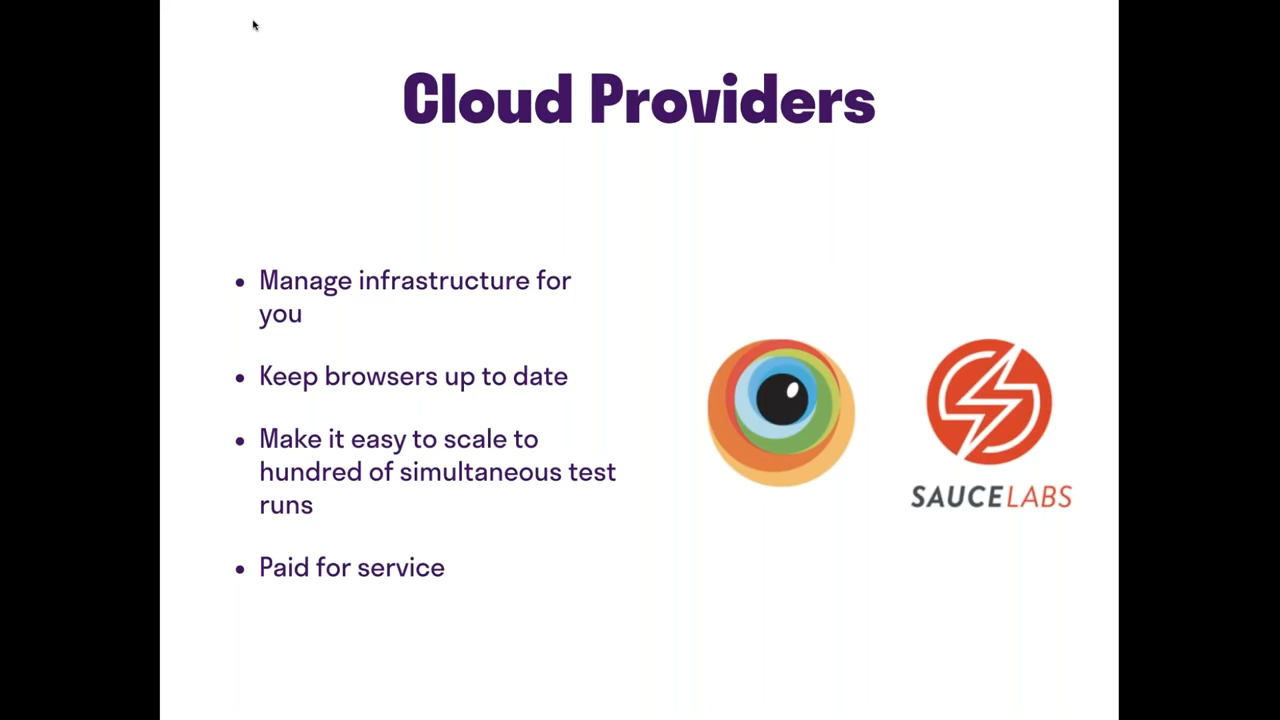 Cloud Providers
• Manage infrastructure for
you
• Keep browsers up to date
• Make it easy to scale to
hundred of simultaneous test
runs
• Paid for service
SAUCELABS